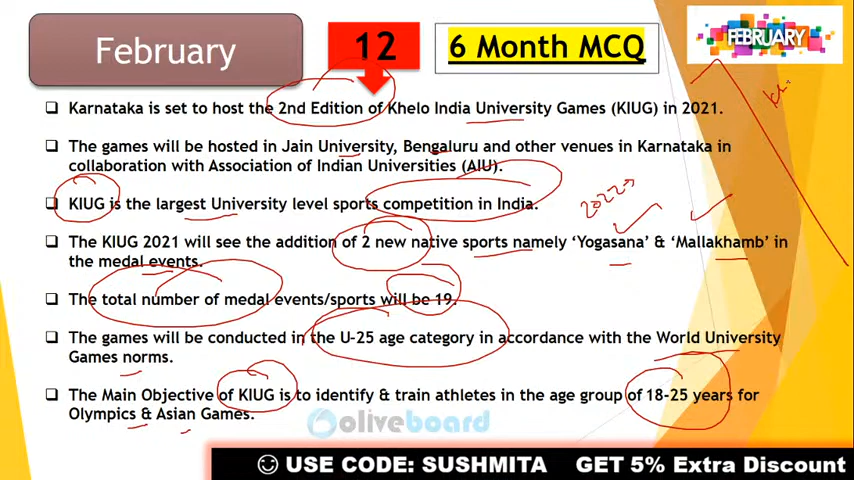 February
12
6 Month MCQ
FEBRUARY
❑ Karnataka is set to host the 2nd Edition of Khelo India University Games (KIUG) in 2021.
❑ The games will be hosted in Jain University, Bengaluru and other venues in Karnataka in
collaboration with Association of Indian Universities (AIU).
❑ KIUG is the largest University level sports competition in India.
❑ The KIUG 2021 will see the addition of 2 new native sports namely ‘Yogasana’ & ‘Mallakhamb’ in
the medal events.
❑ The total number of medal events/sports will be 19.
❑ The games will be conducted in the U-25 age category in accordance with the World University
Games norms.
❑ The Main Objective of KIUG is to identify & train athletes in the age group of 18-25 years for
Olympics & Asian Games.
oliveboard
USE CODE: SUSHMITA GET 5% Extra Discount